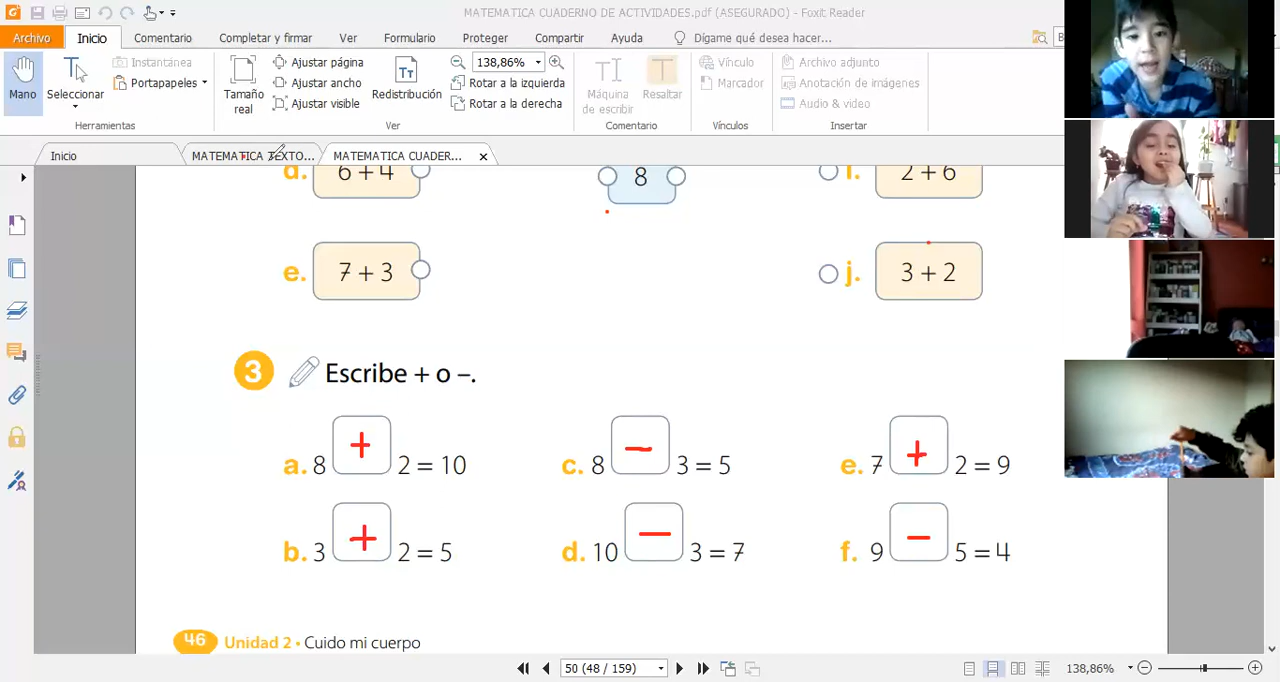 MATEMATICA CUADERNO DE ACTIVIDADES.pdf (ASEGURADO) - Foxit Reader
Archivo Inicio Comentario Completar y firmar Ver Formulario Proteger Compartir Ayuda Dígame qué desea hacer...
Mano
Seleccionar
Instantánea
Portapapeles
Herramientas
Tamaño real
Ajustar página
Ajustar ancho
Ajustar visible
Redistribución
138,86%
Rotar a la izquierda
Rotar a la derecha
Ver
Máquina de escribir
Resaltar
Comentario
Vínculo
Marcador
Vínculos
Archivo adjunto
Anotación de imágenes
Audio & video
Insertar
Inicio MATEMATICA TEXTO... MATEMATICA CUADER...
d. 6 + 4 8 i. 2 + 6
e. 7 + 3 j. 3 + 2
3 Escribe + o –.
a. 8 + 2 = 10 c. 8 – 3 = 5 e. 7 + 2 = 9
b. 3 + 2 = 5 d. 10 – 3 = 7 f. 9 – 5 = 4
46 Unidad 2 • Cuido mi cuerpo
50 (48 / 159) 138,86%